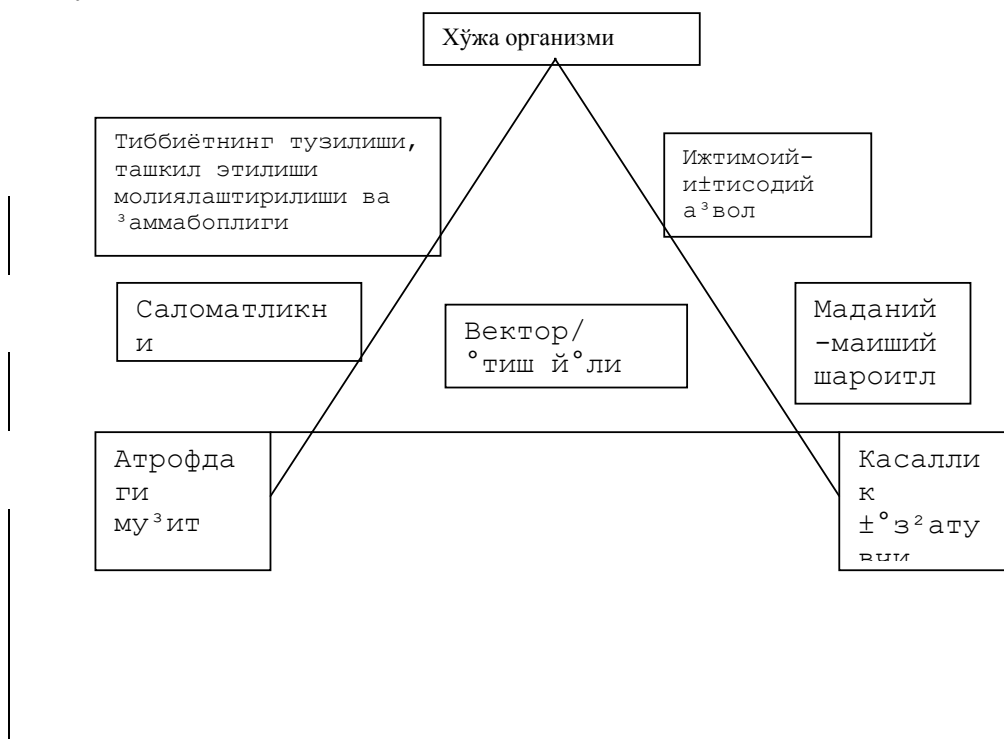 Хўжа организми
Тиббиётнинг тузилиши,
ташкил этилиши
молиялаштирилиши ва
³аммабоплиги
Ижтимоий-
и±тисодий
а³вол
Саломатликн
и
Вектор/
°тиш й°ли
Маданий
-маиший
шароитл
Атрофда
ги
му³ит
Касалли
к
±°з²ату
вчи